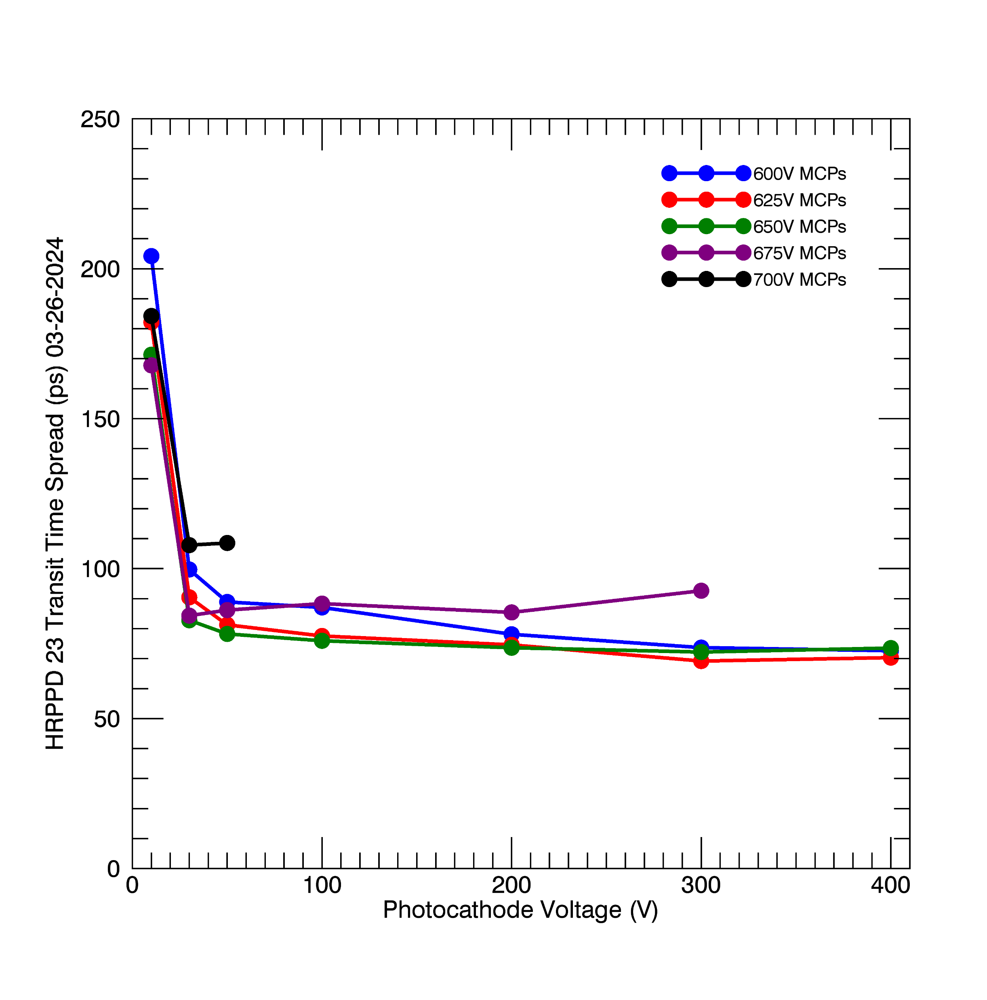 250
200
150
100
50
0
HRPPD 23 Transit Time Spread (ps) 03-26-2024
600V MCPs
625V MCPs
650V MCPs
675V MCPs
700V MCPs
0 100 200 300 400
Photocathode Voltage (V)